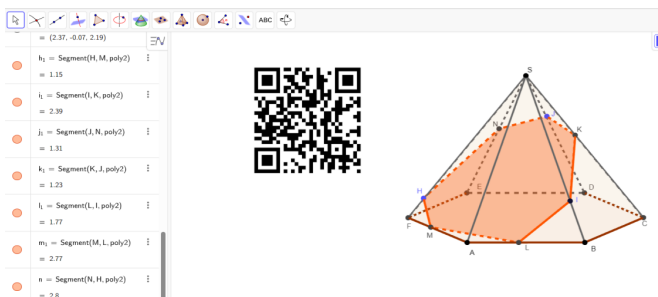 ABC
= (2.37, -0.07, 2.19)
h₁ = Segment(H, M, poly2)
= 1.15
i₁ = Segment(I, K, poly2)
= 2.39
j₁ = Segment(J, N, poly2)
= 1.31
k₁ = Segment(K, J, poly2)
= 1.23
l₁ = Segment(L, I, poly2)
= 1.77
m₁ = Segment(M, L, poly2)
= 2.77
n = Segment(N, H, poly2)
= 2.8
S
N
J
K
H
E
D
I
F
M
C
A
L
B